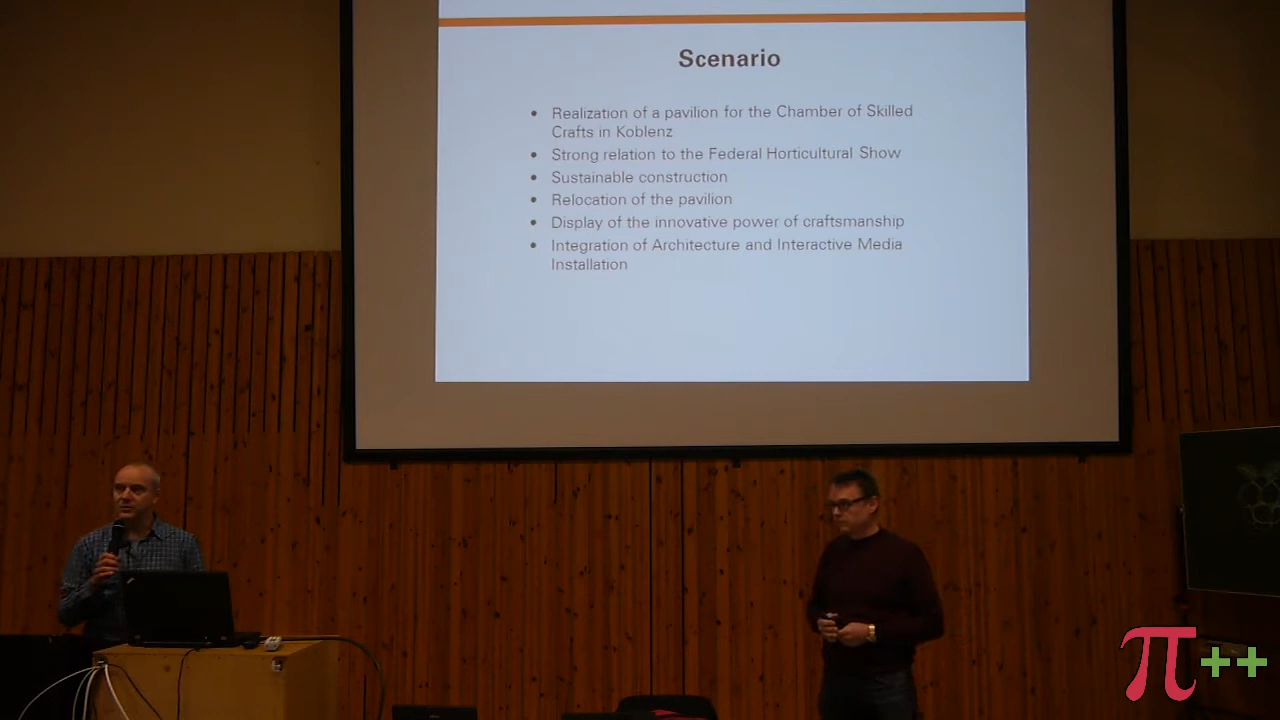 Scenario
• Realization of a pavilion for the Chamber of Skilled
Crafts in Koblenz
• Strong relation to the Federal Horticultural Show
• Sustainable construction
• Relocation of the pavilion
• Display of the innovative power of craftsmanship
• Integration of Architecture and Interactive Media
Installation
π++